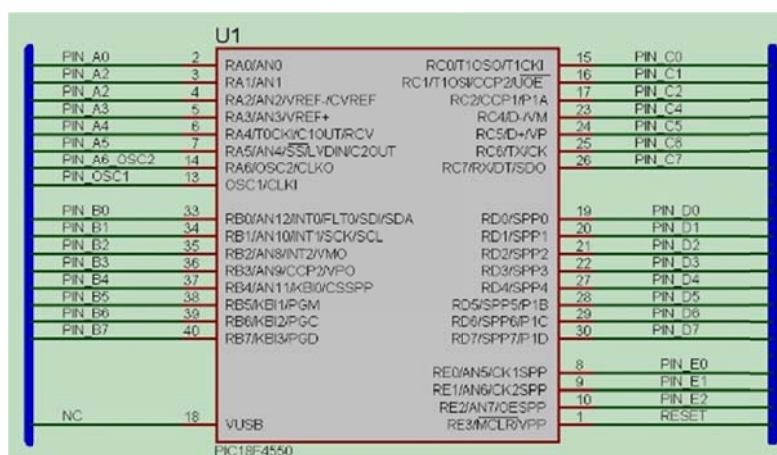 U1
PIN_A0 2 RA0/AN0 RC0/T1OSO/T1CKI 15 PIN_C0
PIN_A2 3 RA1/AN1 RC1/T1OSI/CCP2/UOE 16 PIN_C1
PIN_A2 4 RA2/AN2/VREF-/CVREF RC2/CCP1/P1A 17 PIN_C2
PIN_A3 5 RA3/AN3/VREF+ RC4/D-/VM 23 PIN_C4
PIN_A4 6 RA4/T0CKI/C1OUT/RCV RC5/D+/VP 24 PIN_C5
PIN_A5 7 RA5/AN4/SS/LVDIN/C2OUT RC6/TX/CK 25 PIN_C6
PIN_A6_OSC2 14 RA6/OSC2/CLKO RC7/RX/DT/SDO 26 PIN_C7
PIN_OSC1 13 OSC1/CLKI
PIN_B0 33 RB0/AN12/INT0/FLT0/SDI/SDA RD0/SPP0 19 PIN_D0
PIN_B1 34 RB1/AN10/INT1/SCK/SCL RD1/SPP1 20 PIN_D1
PIN_B2 35 RB2/AN8/INT2/VMO RD2/SPP2 21 PIN_D2
PIN_B3 36 RB3/AN9/CCP2/VPO RD3/SPP3 22 PIN_D3
PIN_B4 37 RB4/AN11/KBI0/CSSPP RD4/SPP4 27 PIN_D4
PIN_B5 38 RB5/KBI1/PGM RD5/SPP5/P1B 28 PIN_D5
PIN_B6 39 RB6/KBI2/PGC RD6/SPP6/P1C 29 PIN_D6
PIN_B7 40 RB7/KBI3/PGD RD7/SPP7/P1D 30 PIN_D7
RE0/AN5/CK1SPP 8 PIN_E0
RE1/AN6/CK2SPP 9 PIN_E1
RE2/AN7/OESPP 10 PIN_E2
NC 18 VUSB RE3/MCLR/VPP 1 RESET
PIC18F4550